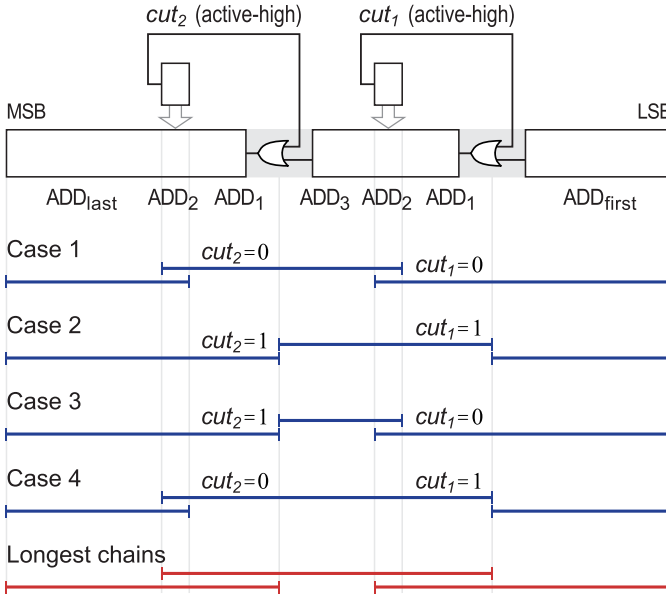 cut2 (active-high) cut1 (active-high)
MSB LSB
ADDlast ADD2 ADD1 ADD3 ADD2 ADD1 ADDfirst
Case 1 cut2=0 cut1=0
Case 2 cut2=1 cut1=1
Case 3 cut2=1 cut1=0
Case 4 cut2=0 cut1=1
Longest chains